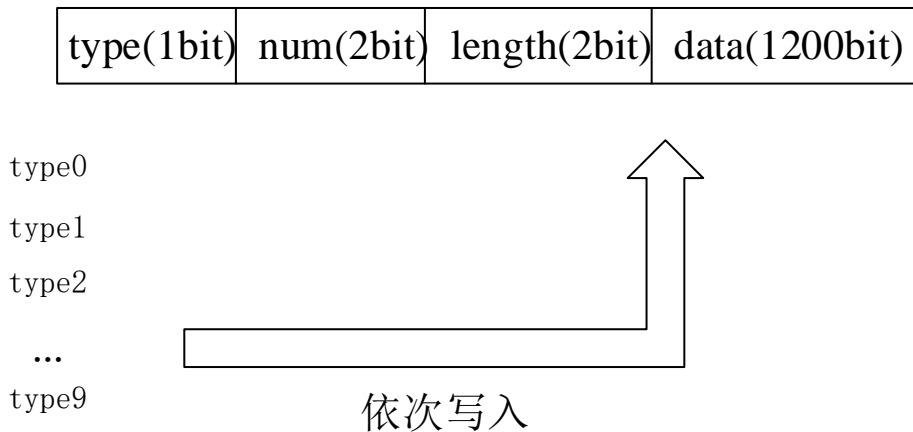 type(1bit) num(2bit) length(2bit) data(1200bit)
type0
type1
type2
...
type9
依次写入